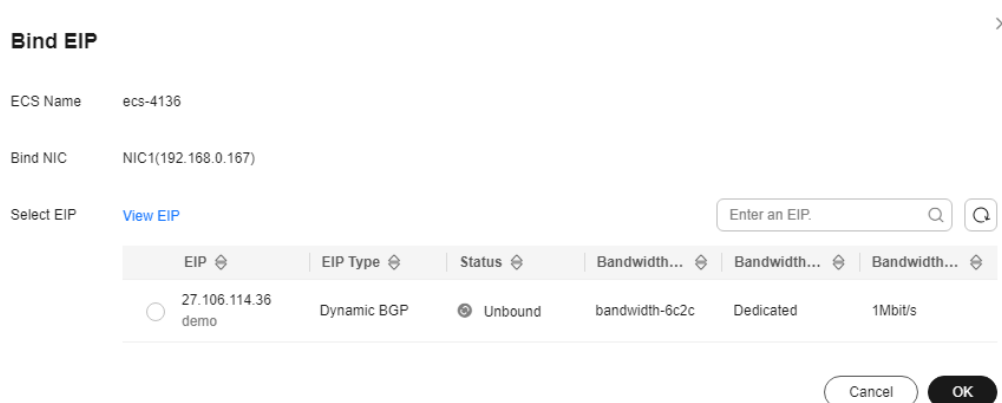 Bind EIP
ECS Name ecs-4136
Bind NIC NIC1(192.168.0.167)
Select EIP View EIP Enter an EIP.
EIP EIP Type Status Bandwidth... Bandwidth... Bandwidth...
27.106.114.36 Dynamic BGP Unbound bandwidth-6c2c Dedicated 1Mbit/s
demo
Cancel OK